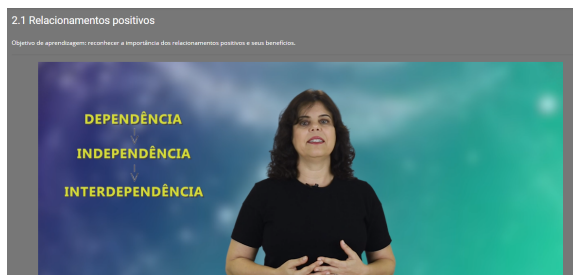 2.1 Relacionamentos positivos
Objetivo de aprendizagem: reconhecer a importância dos relacionamentos positivos e seus benefícios.
DEPENDÊNCIA
INDEPENDÊNCIA
INTERDEPENDÊNCIA